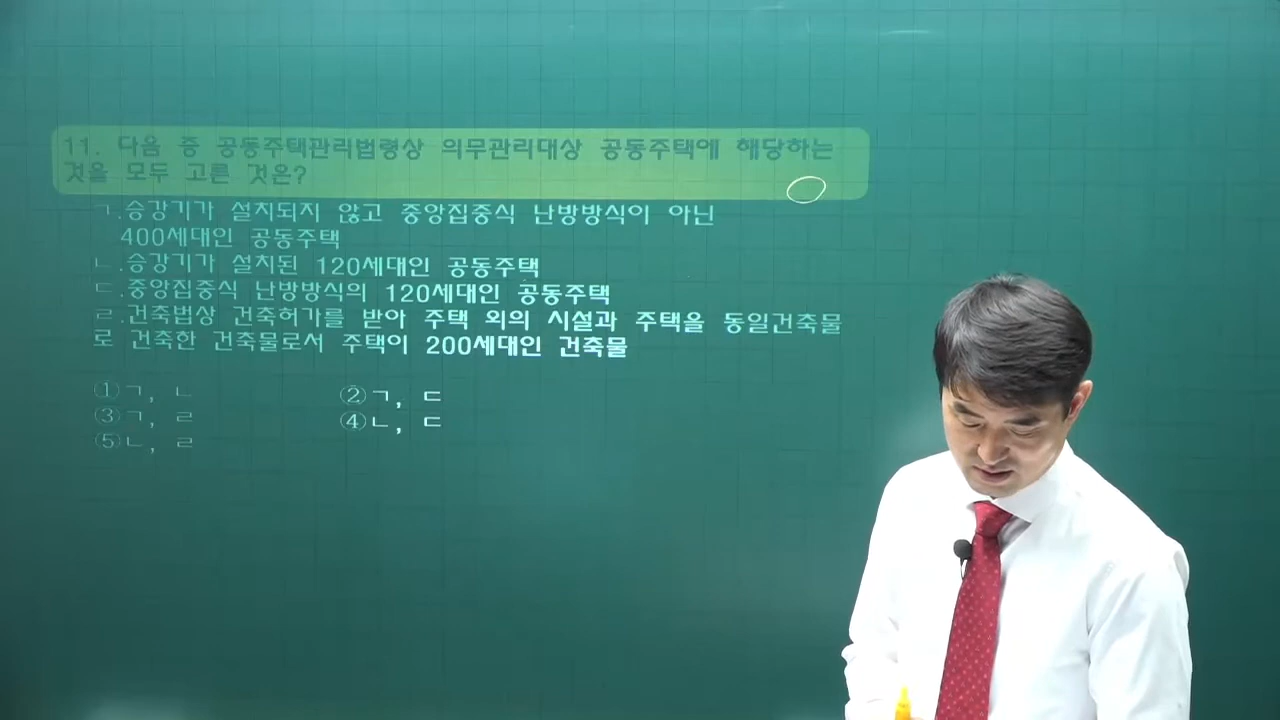 11. 다음 중 공동주택관리법령상 의무관리대상 공동주택에 해당하는
것을 모두 고른 것은?
ㄱ.승강기가 설치되지 않고 중앙집중식 난방방식이 아닌
400세대인 공동주택
ㄴ.승강기가 설치된 120세대인 공동주택
ㄷ.중앙집중식 난방방식의 120세대인 공동주택
ㄹ.건축법상 건축허가를 받아 주택 외의 시설과 주택을 동일건축물
로 건축한 건축물로서 주택이 200세대인 건축물
①ㄱ, ㄴ ②ㄱ, ㄷ
③ㄱ, ㄹ ④ㄴ, ㄷ
⑤ㄴ, ㄹ